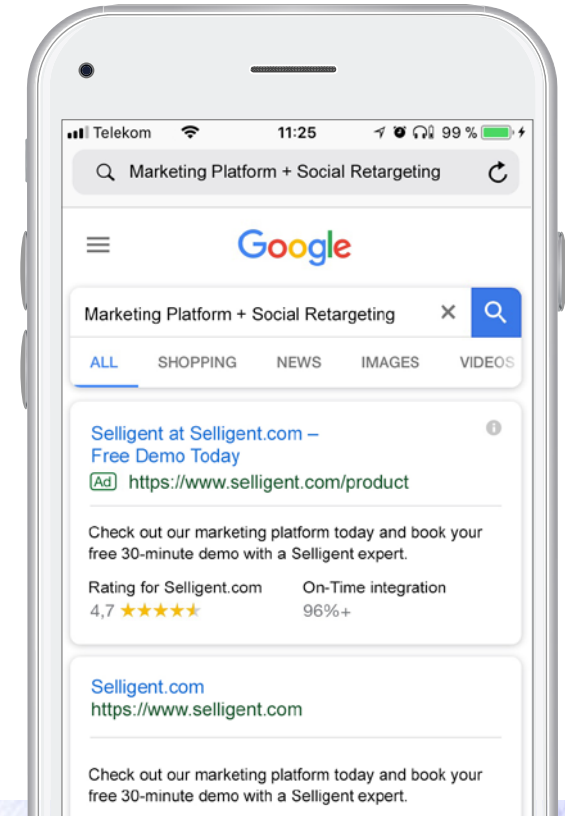 Telekom 11:25 99 %
Marketing Platform + Social Retargeting
Google
Marketing Platform + Social Retargeting
ALL SHOPPING NEWS IMAGES VIDEOS
Selligent at Selligent.com –
Free Demo Today
Ad https://www.selligent.com/product
Check out our marketing platform today and book your
free 30-minute demo with a Selligent expert.
Rating for Selligent.com On-Time integration
4,7 96%+
Selligent.com
https://www.selligent.com
Check out our marketing platform today and book your
free 30-minute demo with a Selligent expert.